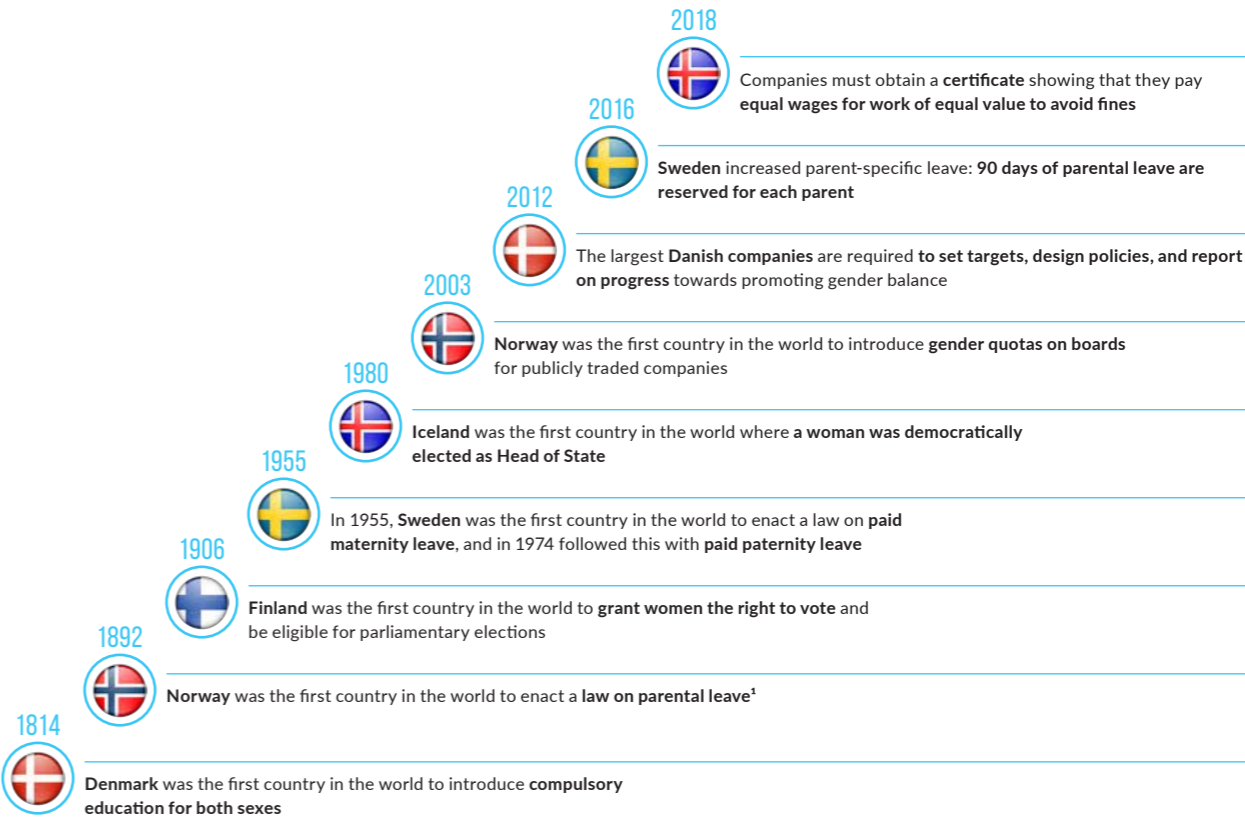 2018
Companies must obtain a certificate showing that they pay
equal wages for work of equal value to avoid fines
2016
Sweden increased parent-specific leave: 90 days of parental leave are
reserved for each parent
2012
The largest Danish companies are required to set targets, design policies, and report
on progress towards promoting gender balance
2003
Norway was the first country in the world to introduce gender quotas on boards
for publicly traded companies
1980
Iceland was the first country in the world where a woman was democratically
elected as Head of State
1955
In 1955, Sweden was the first country in the world to enact a law on paid
maternity leave, and in 1974 followed this with paid paternity leave
1906
Finland was the first country in the world to grant women the right to vote and
be eligible for parliamentary elections
1892
Norway was the first country in the world to enact a law on parental leave¹
1814
Denmark was the first country in the world to introduce compulsory
education for both sexes